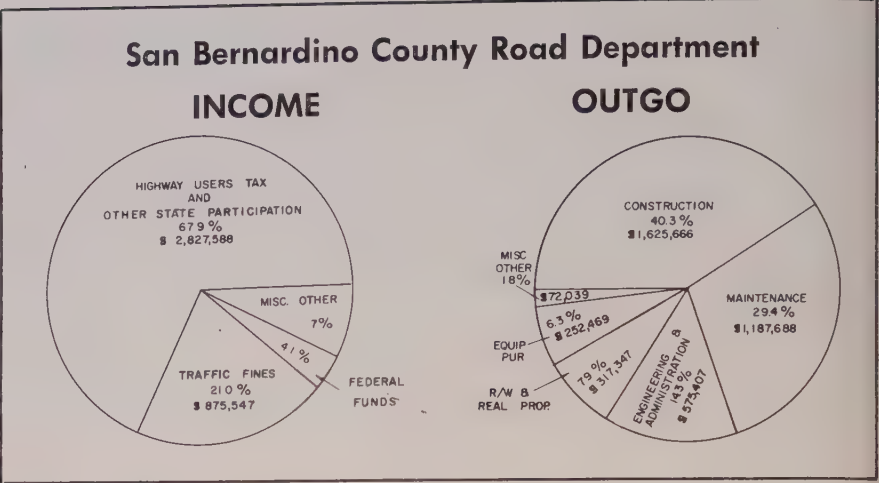 San Bernardino County Road Department
INCOME
HIGHWAY USERS TAX
AND
OTHER STATE PARTICIPATION
67.9%
$ 2,827,588
MISC. OTHER
7%
4.1%
FEDERAL
FUNDS
TRAFFIC FINES
21.0%
$ 875,547
OUTGO
CONSTRUCTION
40.3%
$1,625,666
MISC
OTHER
1.8%
$72,039
6.3%
$252,469
EQUIP
PUR
7.9%
$317,347
R/W &
REAL PROP.
ENGINEERING &
ADMINISTRATION
14.3%
$575,407
MAINTENANCE
29.4%
$1,187,688